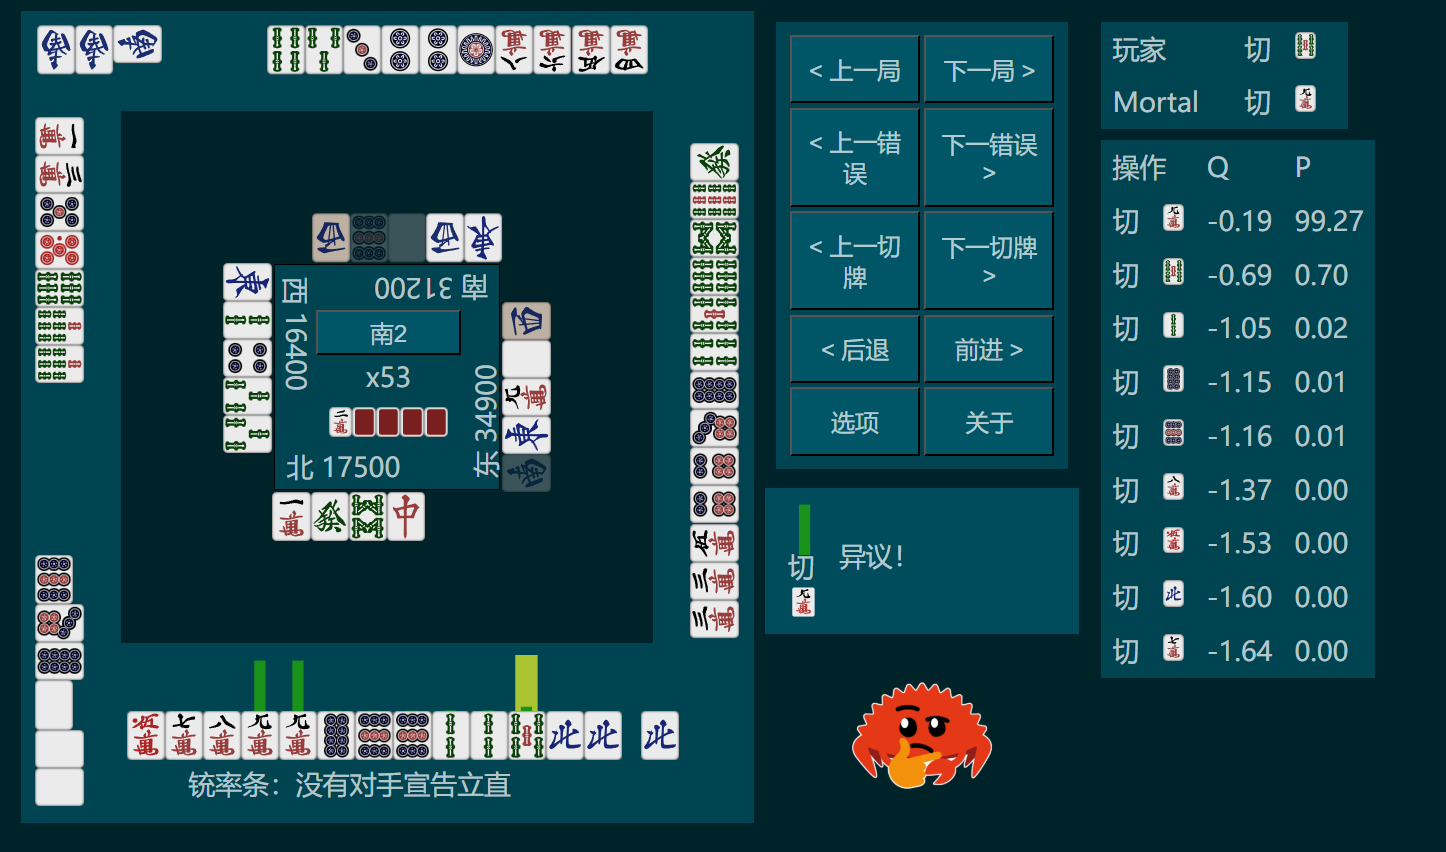 < 上一局
下一局 >
< 上一错
误
下一错误
>
< 上一切
牌
下一切牌
>
< 后退
前进 >
选项
关于
玩家 切
Mortal 切
操作 Q P
切 -0.19 99.27
切 -0.69 0.70
切 -1.05 0.02
切 -1.15 0.01
切 -1.16 0.01
切 -1.37 0.00
切 -1.53 0.00
切 -1.60 0.00
切 -1.64 0.00
南 31200
西 16400
南2
x53
东 34900
北 17500
切
异议!
铳率条：没有对手宣告立直